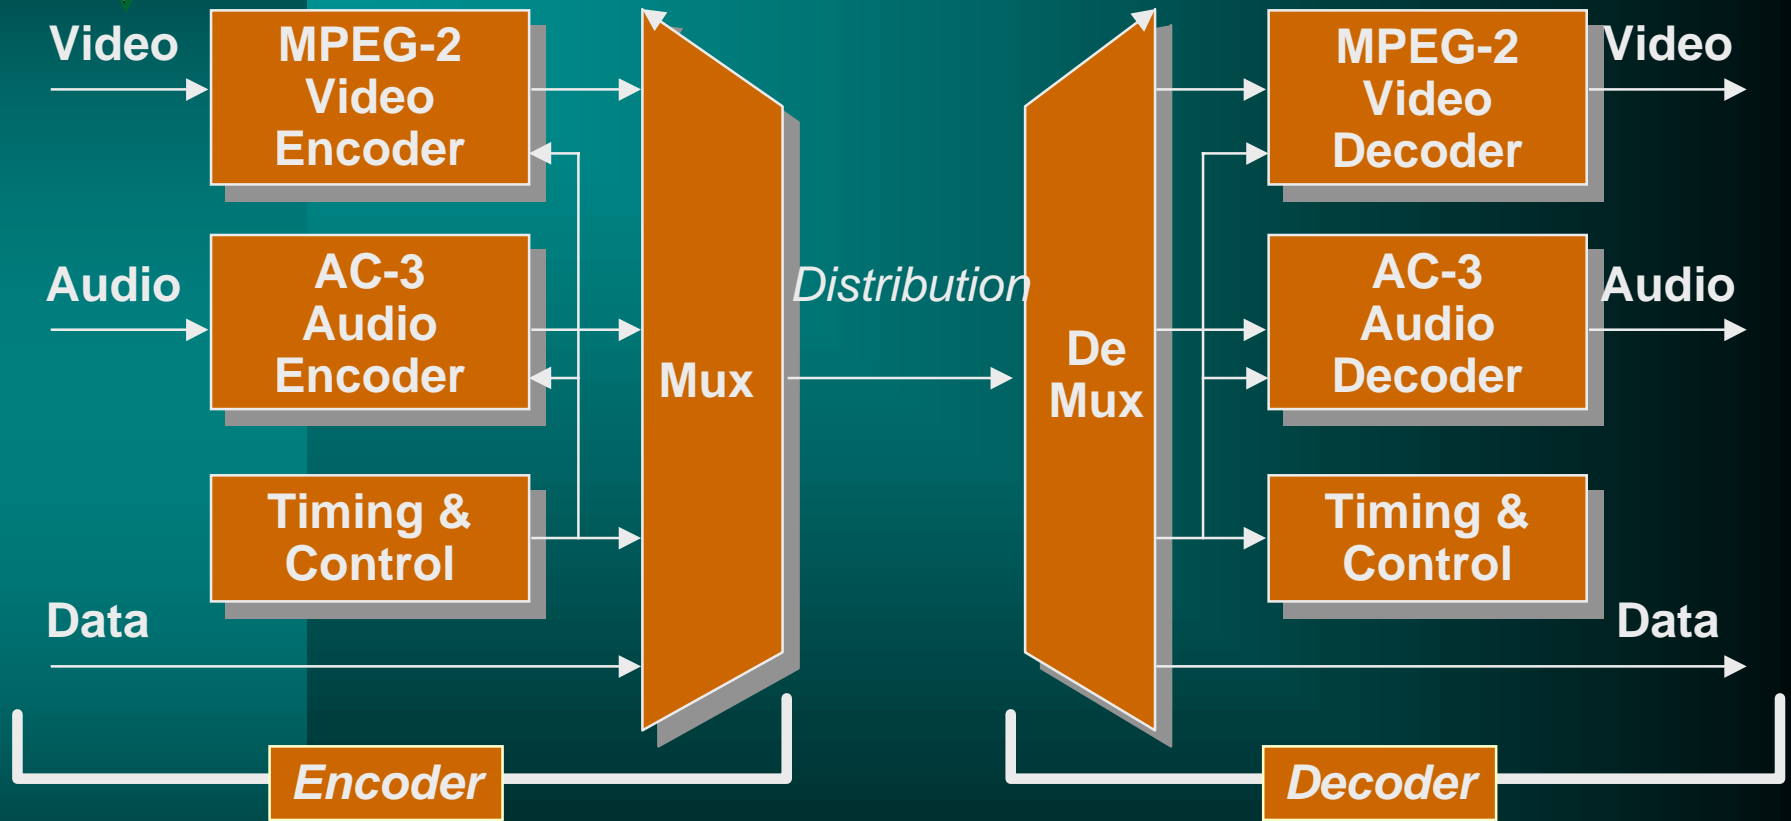 Video
MPEG-2
Video
Encoder
Audio
AC-3
Audio
Encoder
Timing &
Control
Data
Mux
Distribution
De
Mux
MPEG-2
Video
Decoder
Video
AC-3
Audio
Decoder
Audio
Timing &
Control
Data
Encoder
Decoder